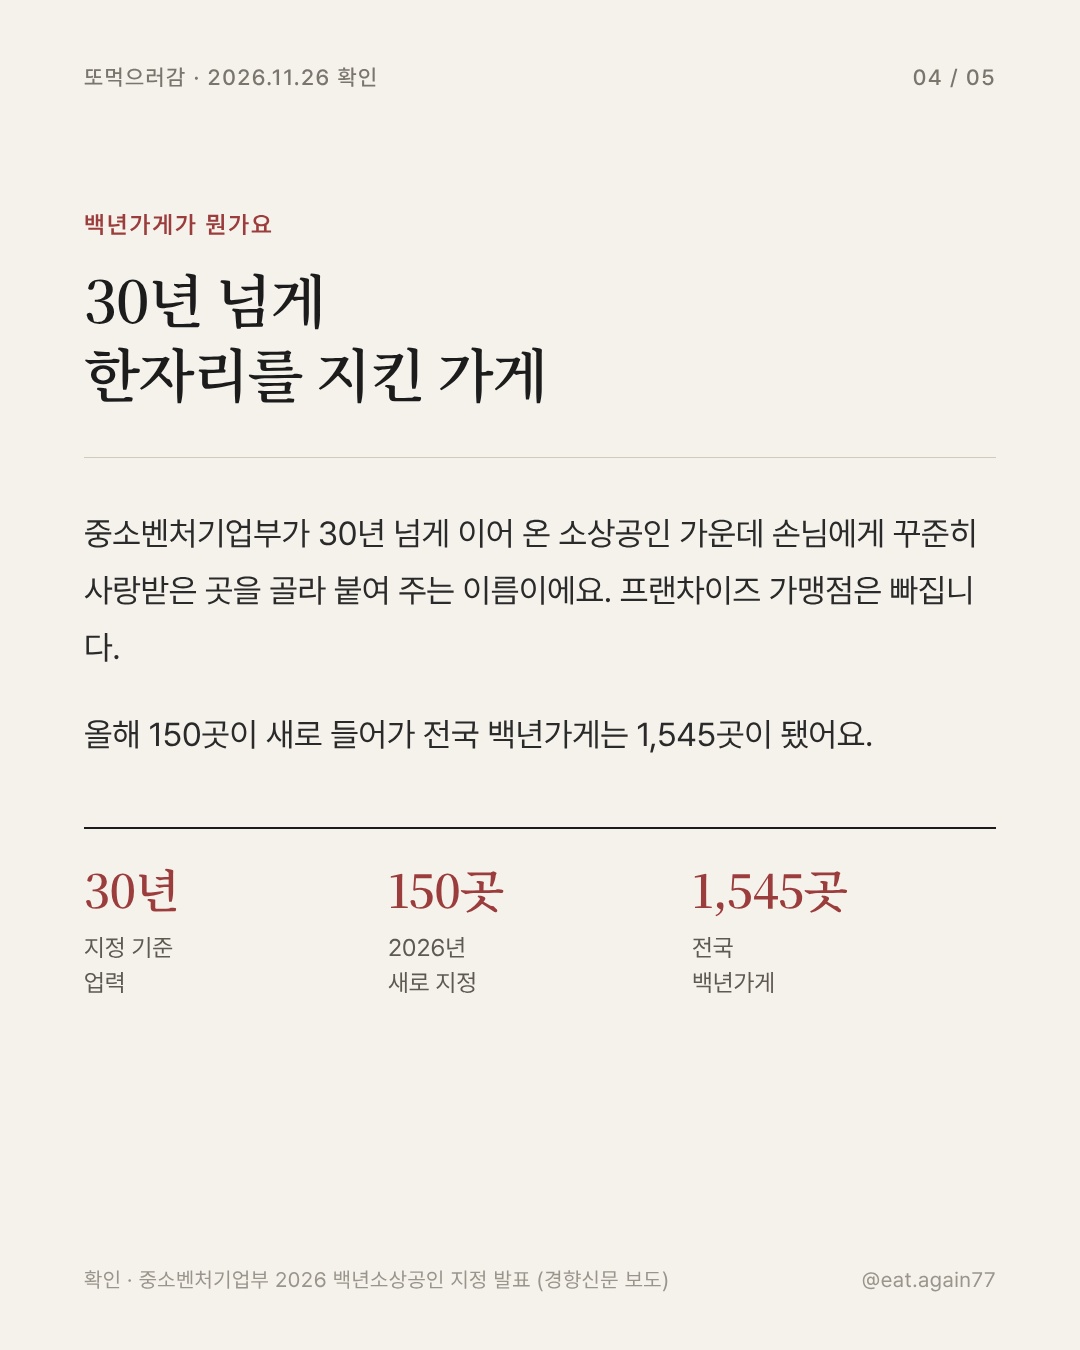 또먹으러감 · 2026.11.26 확인
04 / 05
백년가게가 뭔가요
30년 넘게
한자리를 지킨 가게
중소벤처기업부가 30년 넘게 이어 온 소상공인 가운데 손님에게 꾸준히
사랑받은 곳을 골라 붙여 주는 이름이에요. 프랜차이즈 가맹점은 빠집니
다.
올해 150곳이 새로 들어가 전국 백년가게는 1,545곳이 됐어요.
30년
지정 기준
업력
150곳
2026년
새로 지정
1,545곳
전국
백년가게
확인 · 중소벤처기업부 2026 백년소상공인 지정 발표 (경향신문 보도)
@eat.again77